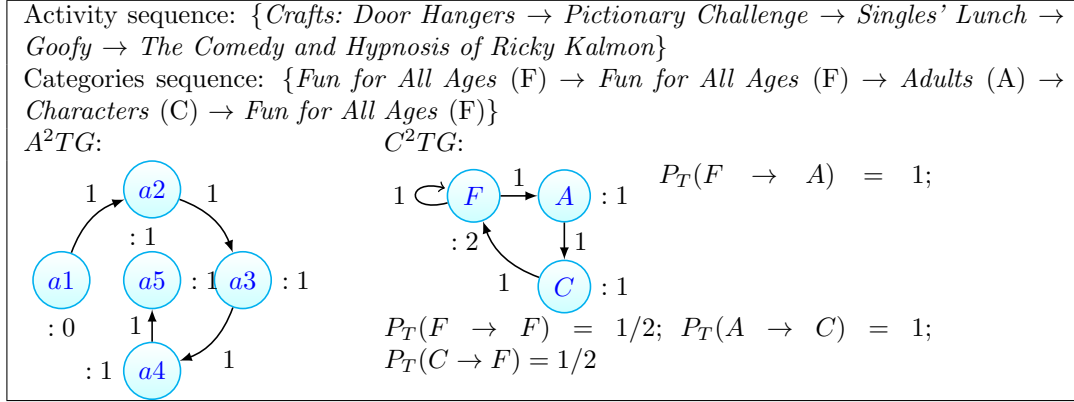 Activity sequence: {Crafts: Door Hangers → Pictionary Challenge → Singles' Lunch →
Goofy → The Comedy and Hypnosis of Ricky Kalmon}
Categories sequence: {Fun for All Ages (F) → Fun for All Ages (F) → Adults (A) →
Characters (C) → Fun for All Ages (F)}
A²TG:
1
a2
1
: 1
a1
a5
: 1
a3
: 1
: 0
1
1
: 1
a4
C²TG:
1
F
1
A
: 1
: 2
1
1
C
: 1
P_T(F → A) = 1;
P_T(F → F) = 1/2; P_T(A → C) = 1;
P_T(C → F) = 1/2